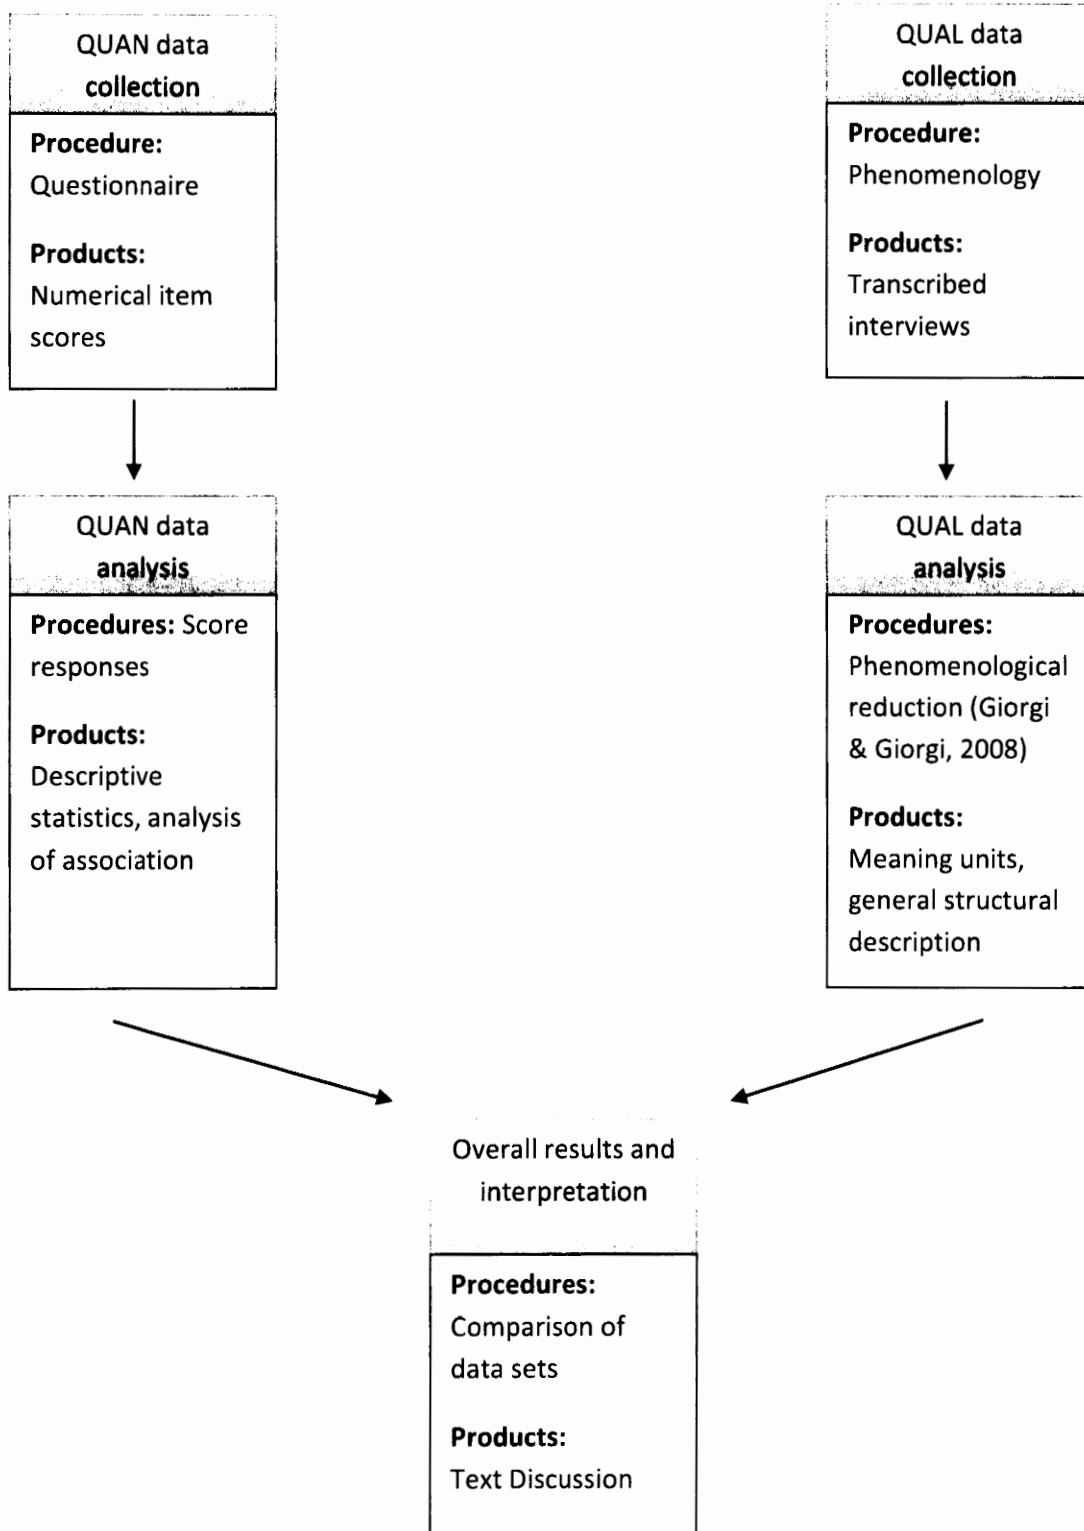 QUAN data
collection
Procedure:
Questionnaire
Products:
Numerical item
scores
QUAL data
collection
Procedure:
Phenomenology
Products:
Transcribed
interviews
QUAN data
analysis
Procedures: Score
responses
Products:
Descriptive
statistics, analysis
of association
QUAL data
analysis
Procedures:
Phenomenological
reduction (Giorgi
& Giorgi, 2008)
Products:
Meaning units,
general structural
description
Overall results and
interpretation
Procedures:
Comparison of
data sets
Products:
Text Discussion